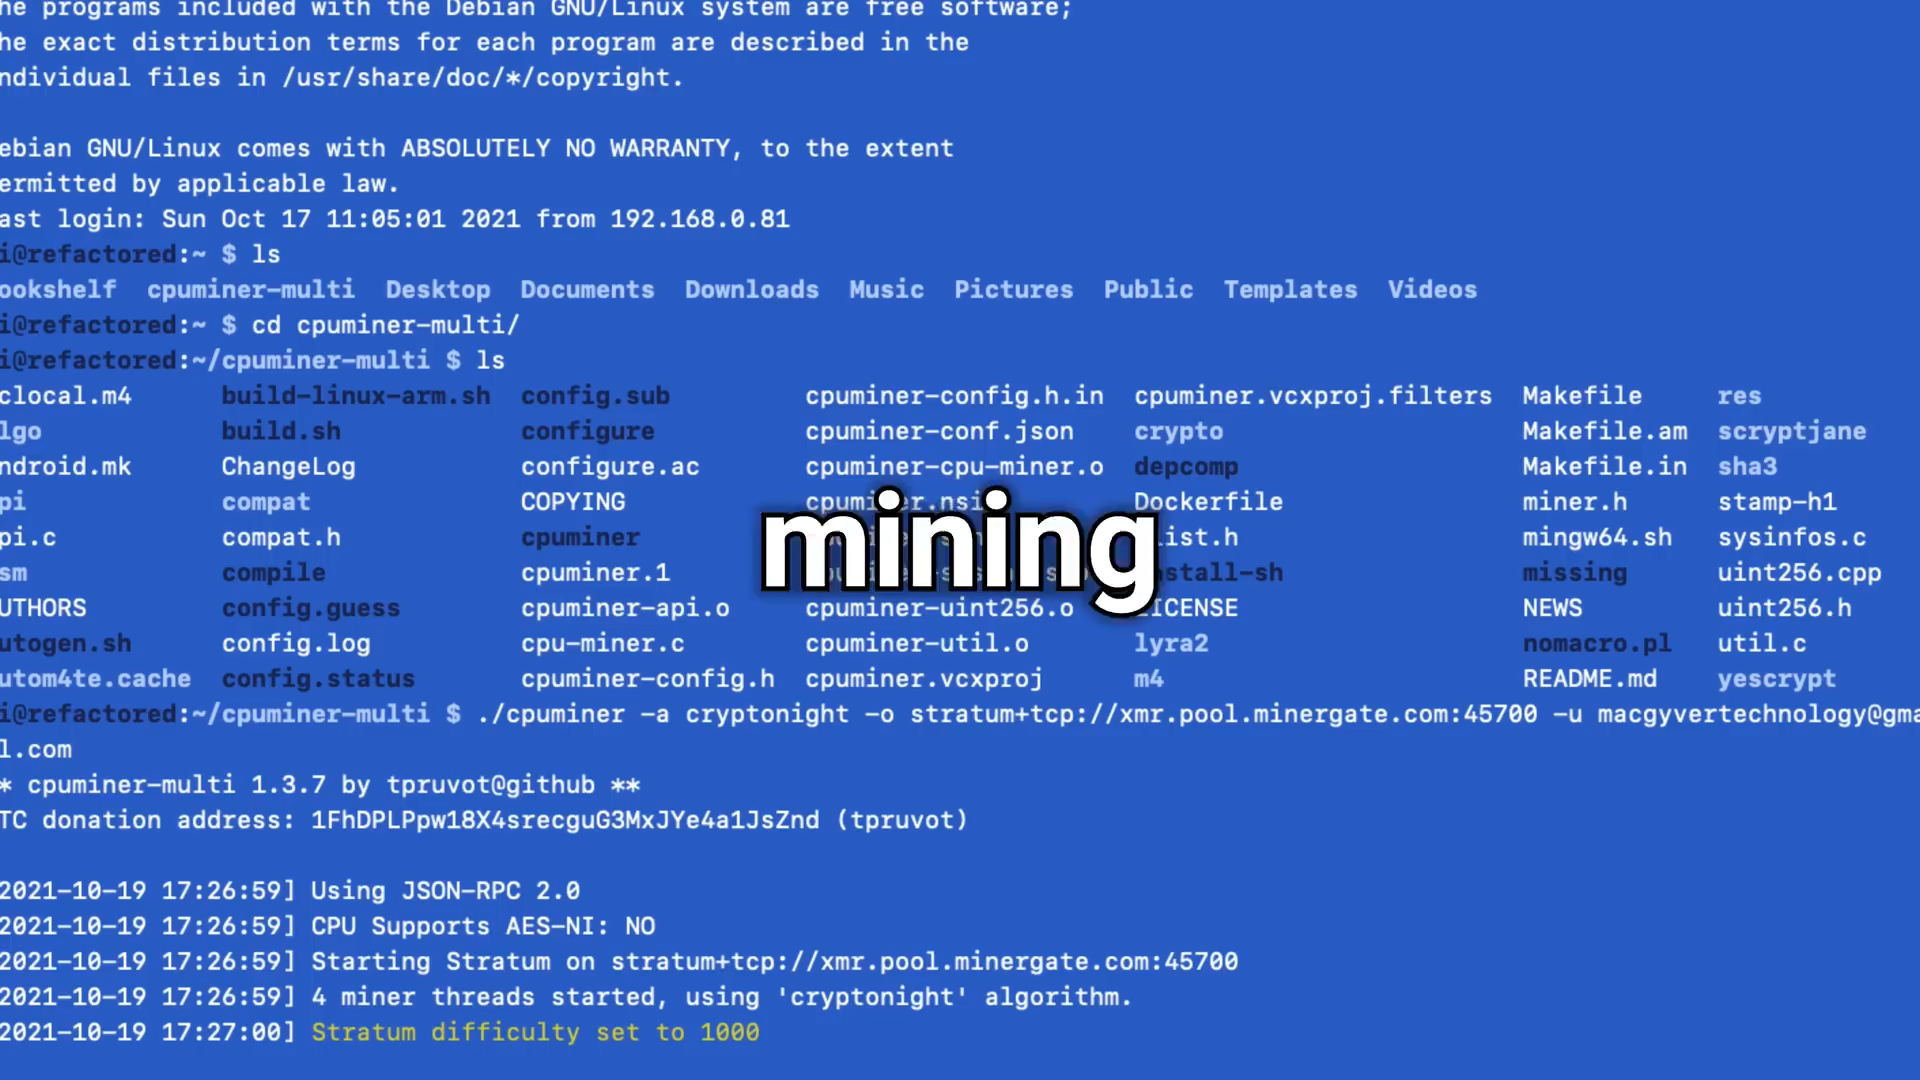 he programs included with the Debian GNU/Linux system are free software;
he exact distribution terms for each program are described in the
ndividual files in /usr/share/doc/*/copyright.
ebian GNU/Linux comes with ABSOLUTELY NO WARRANTY, to the extent
ermitted by applicable law.
ast login: Sun Oct 17 11:05:01 2021 from 192.168.0.81
i@refactored:~ $ ls
ookshelf cpuminer-multi Desktop Documents Downloads Music Pictures Public Templates Videos
i@refactored:~ $ cd cpuminer-multi/
i@refactored:~/cpuminer-multi $ ls
clocal.m4 build-linux-arm.sh config.sub cpuminer-config.h.in cpuminer.vcxproj.filters Makefile res
lgo build.sh configure cpuminer-conf.json crypto Makefile.am scryptjane
ndroid.mk ChangeLog configure.ac cpuminer-cpu-miner.o depcomp Makefile.in sha3
pi compat COPYING cpuminer.nsi Dockerfile miner.h stamp-h1
pi.c compat.h cpuminer ist.h mingw64.sh sysinfos.c
mining
sm compile cpuminer.1 stall-sh missing uint256.cpp
UTHORS config.guess cpuminer-api.o cpuminer-uint256.o LICENSE NEWS uint256.h
utogen.sh config.log cpu-miner.c cpuminer-util.o lyra2 nomacro.pl util.c
utom4te.cache config.status cpuminer-config.h cpuminer.vcxproj m4 README.md yescrypt
i@refactored:~/cpuminer-multi $ ./cpuminer -a cryptonight -o stratum+tcp://xmr.pool.minergate.com:45700 -u macgyvertechnology@gma
l.com
* cpuminer-multi 1.3.7 by tpruvot@github **
TC donation address: 1FhDPLPpw18X4srecguG3MxJYe4a1JsZnd (tpruvot)
2021-10-19 17:26:59] Using JSON-RPC 2.0
2021-10-19 17:26:59] CPU Supports AES-NI: NO
2021-10-19 17:26:59] Starting Stratum on stratum+tcp://xmr.pool.minergate.com:45700
2021-10-19 17:26:59] 4 miner threads started, using 'cryptonight' algorithm.
2021-10-19 17:27:00] Stratum difficulty set to 1000